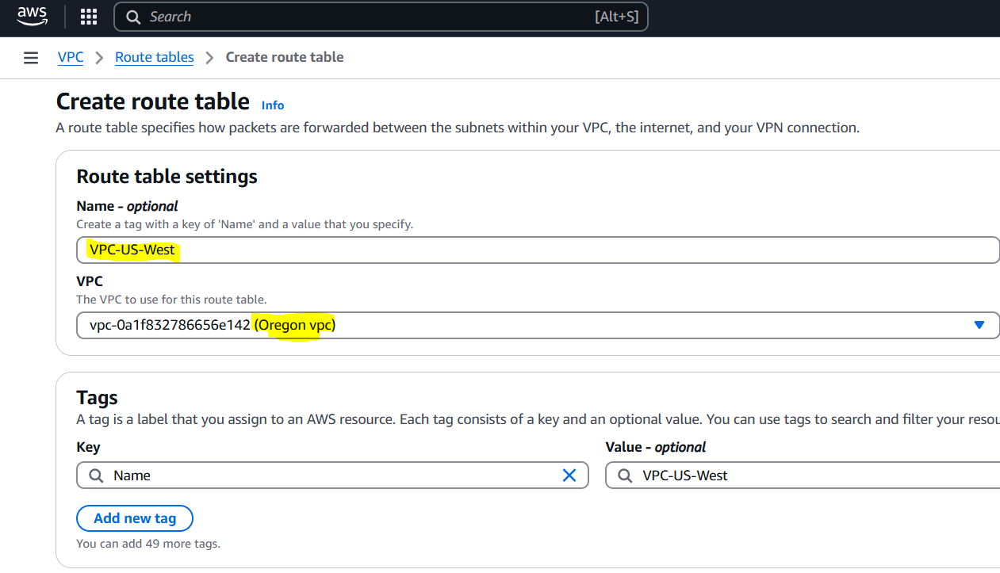 aws Search [Alt+S]
VPC Route tables Create route table
Create route table Info
A route table specifies how packets are forwarded between the subnets within your VPC, the internet, and your VPN connection.
Route table settings
Name - optional
Create a tag with a key of 'Name' and a value that you specify.
VPC-US-West
VPC
The VPC to use for this route table.
vpc-0a1f832786656e142 (Oregon vpc)
Tags
A tag is a label that you assign to an AWS resource. Each tag consists of a key and an optional value. You can use tags to search and filter your resou
Key Value - optional
Name VPC-US-West
Add new tag
You can add 49 more tags.